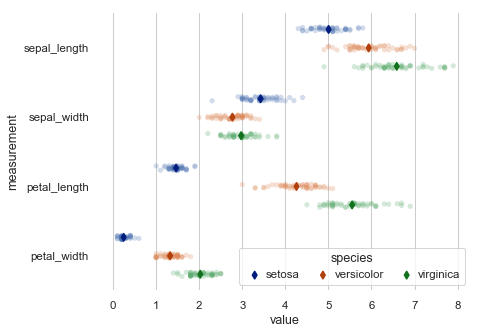 sepal_length
sepal_width
measurement
petal_length
petal_width
species
setosa versicolor virginica
0 1 2 3 4 5 6 7 8
value